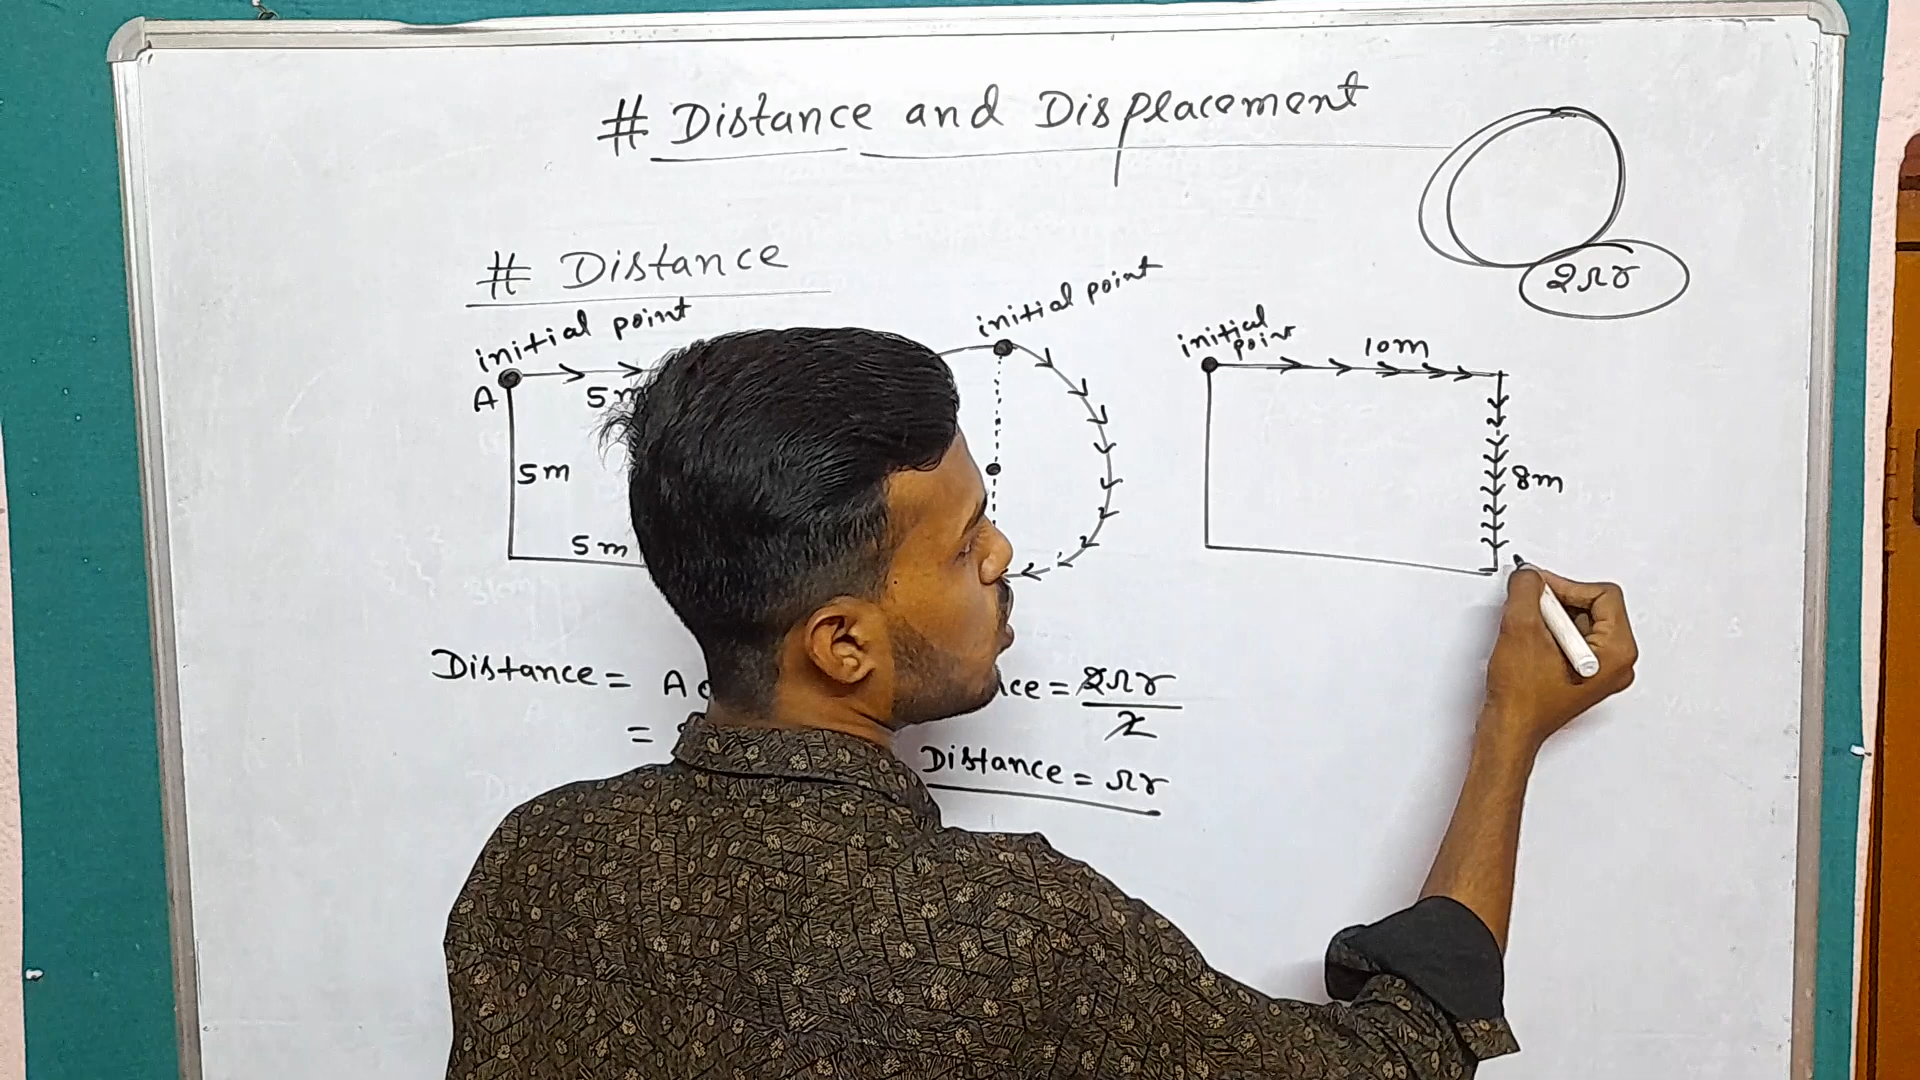 # Distance and Displacement
2πr
# Distance
initial point
A
5m
5m
5m
initial point
initial point
10m
8m
Distance = A
=
= 2πr
2
Distance = πr